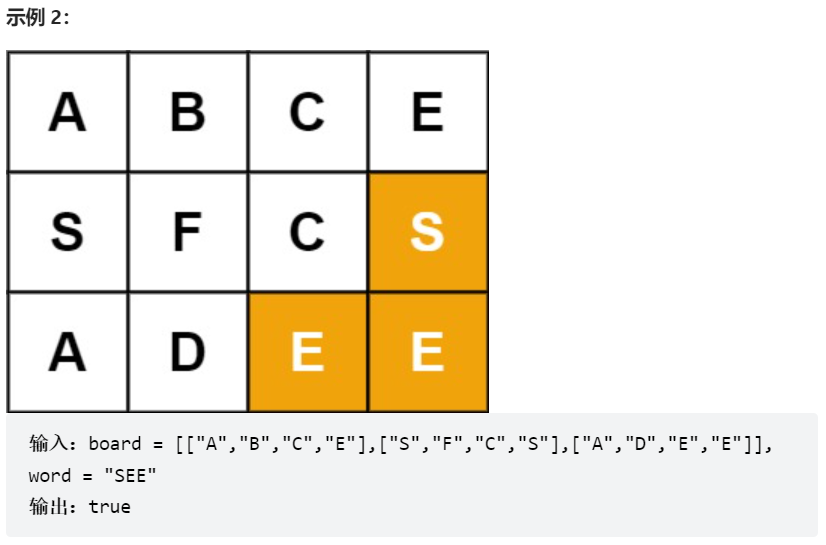 示例 2：
A B C E
S F C S
A D E E
输入：board = [["A","B","C","E"],["S","F","C","S"],["A","D","E","E"]],
word = "SEE"
输出：true